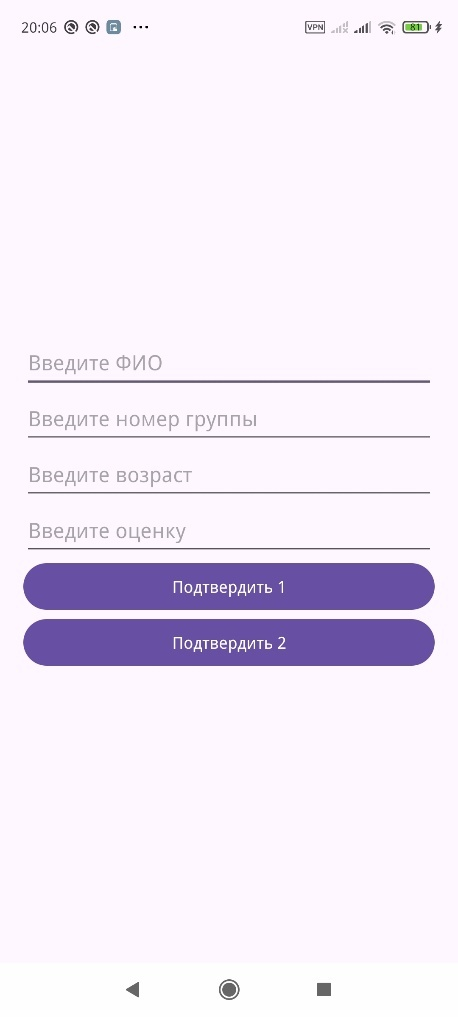 20:06 VPN 81
Введите ФИО
Введите номер группы
Введите возраст
Введите оценку
Подтвердить 1
Подтвердить 2